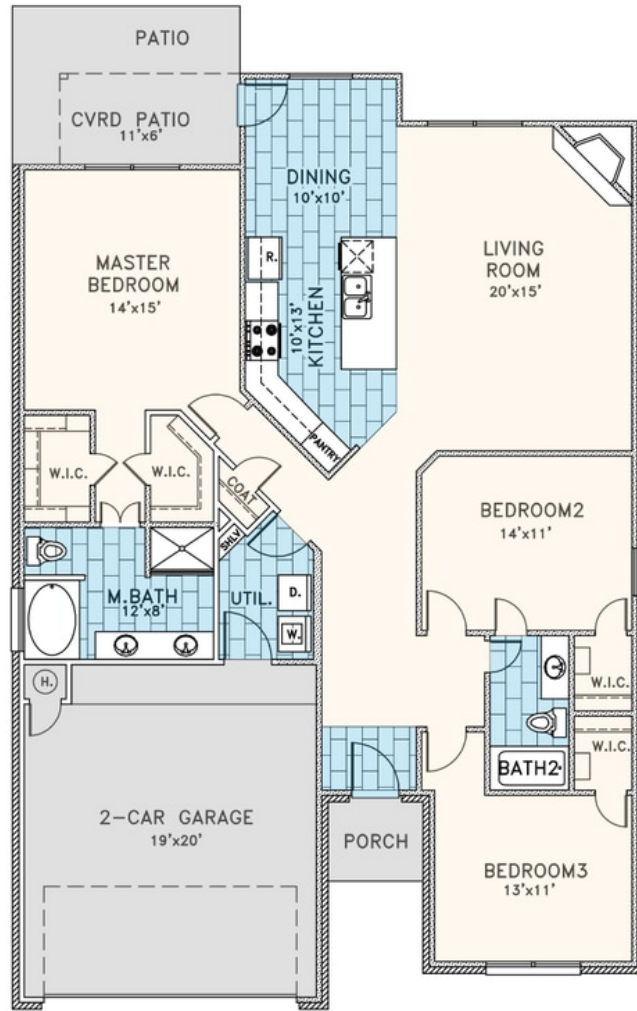 PATIO
CVRD PATIO
11'x6'
DINING
10'x10'
MASTER
BEDROOM
14'x15'
R.
10'x13'
KITCHEN
LIVING
ROOM
20'x15'
PANTRY
W.I.C.
W.I.C.
COAT
BEDROOM2
14'x11'
SHLV
M.BATH
12'x8'
UTIL.
D.
W.
H.
W.I.C.
W.I.C.
BATH2
2-CAR GARAGE
19'x20'
PORCH
BEDROOM3
13'x11'